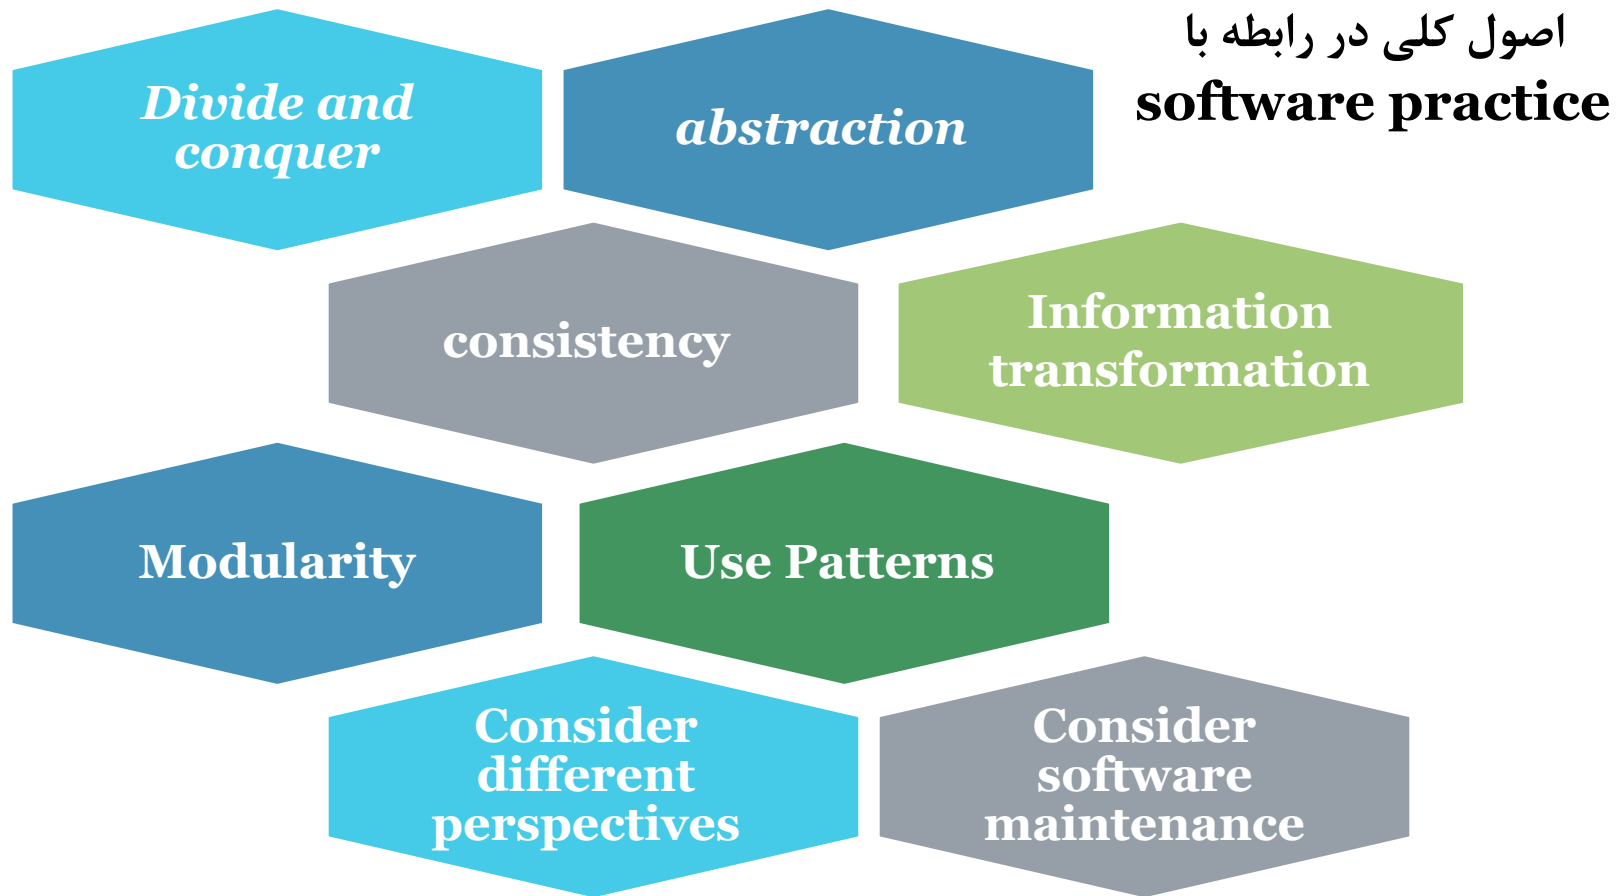 اصول کلی در رابطه با
software practice
Divide and
conquer
abstraction
consistency
Information
transformation
Modularity
Use Patterns
Consider
different
perspectives
Consider
software
maintenance